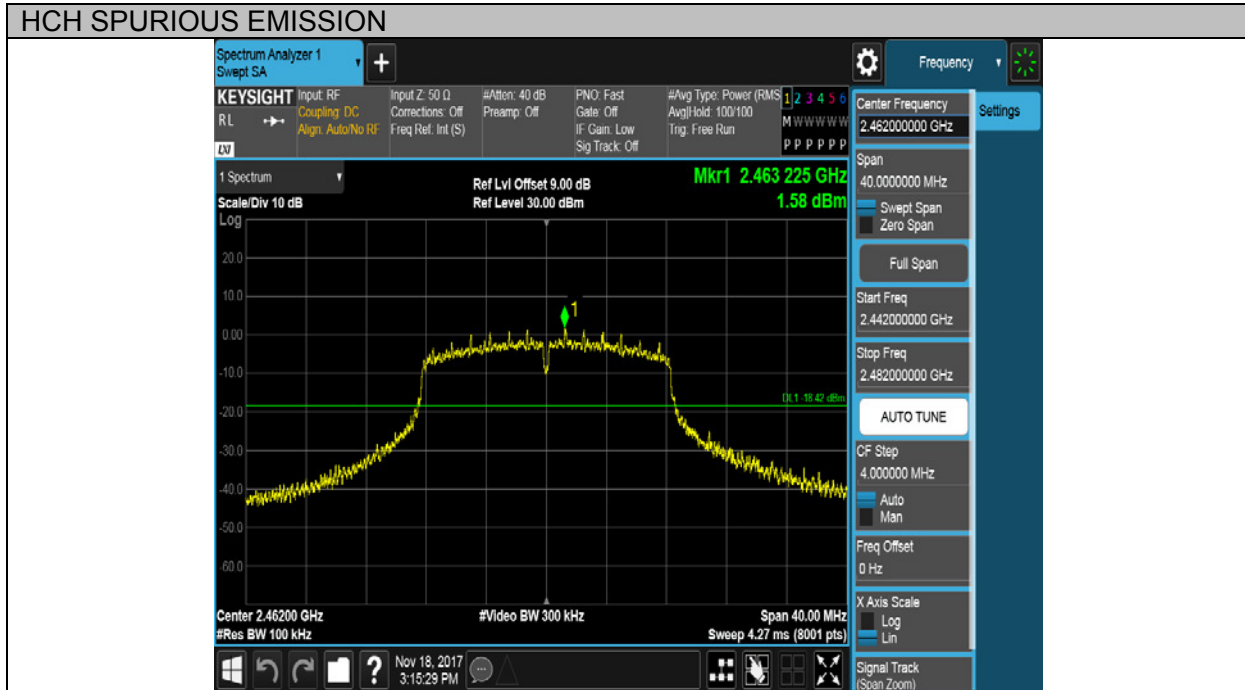 HCH SPURIOUS EMISSION
Spectrum Analyzer 1
Swept SA
+
Frequency
KEYSIGHT
RL
LXI
Input: RF
Coupling: DC
Align: Auto/No RF
Input Z: 50 Ω
Corrections: Off
Freq Ref: Int (S)
#Atten: 40 dB
Preamp: Off
PNO: Fast
Gate: Off
IF Gain: Low
Sig Track: Off
#Avg Type: Power (RMS
Avg|Hold: 100/100
Trig: Free Run
1 2 3 4 5 6
M W W W W W
P P P P P P
1 Spectrum
Scale/Div 10 dB
Log
Ref Lvl Offset 9.00 dB
Ref Level 30.00 dBm
Mkr1 2.463 225 GHz
1.58 dBm
20.0
10.0
0.00
-10.0
-20.0
-30.0
-40.0
-50.0
-60.0
1
DL1 -18.42 dBm
Center 2.46200 GHz
#Res BW 100 kHz
#Video BW 300 kHz
Span 40.00 MHz
Sweep 4.27 ms (8001 pts)
Center Frequency
2.462000000 GHz
Settings
Span
40.0000000 MHz
Swept Span
Zero Span
Full Span
Start Freq
2.442000000 GHz
Stop Freq
2.482000000 GHz
AUTO TUNE
CF Step
4.000000 MHz
Auto
Man
Freq Offset
0 Hz
X Axis Scale
Log
Lin
Signal Track
(Span Zoom)
?
Nov 18, 2017
3:15:29 PM